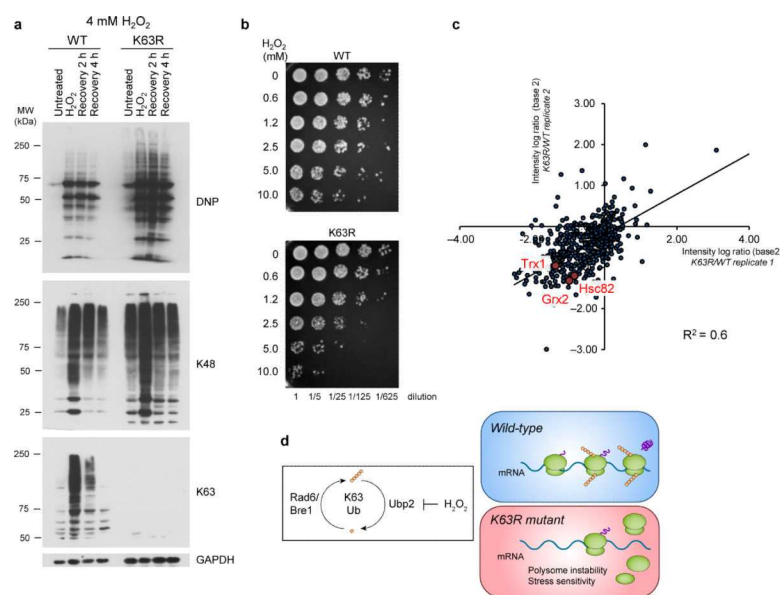 a
4 mM H2O2
WT K63R
Untreated
H2O2
Recovery 2 h
Recovery 4 h
Untreated
H2O2
Recovery 2 h
Recovery 4 h
MW
(kDa)
250
75
50
25
DNP
250
75
50
25
K48
250
75
50
K63
GAPDH
b
H2O2
(mM)
WT
0
0.6
1.2
2.5
5.0
10.0
K63R
0
0.6
1.2
2.5
5.0
10.0
1 1/5 1/25 1/125 1/625 dilution
c
Intensity log ratio (base 2)
K63R/WT replicate 2
3.00
2.00
1.00
−4.00 −2.00 2.00 4.00
Intensity log ratio (base2
K63R/WT replicate 1
−1.00
−2.00
−3.00
Trx1
Hsc82
Grx2
R2 = 0.6
d
Rad6/
Bre1
K63
Ub
Ubp2
H2O2
Wild-type
mRNA
K63R mutant
mRNA
Polysome instability
Stress sensitivity